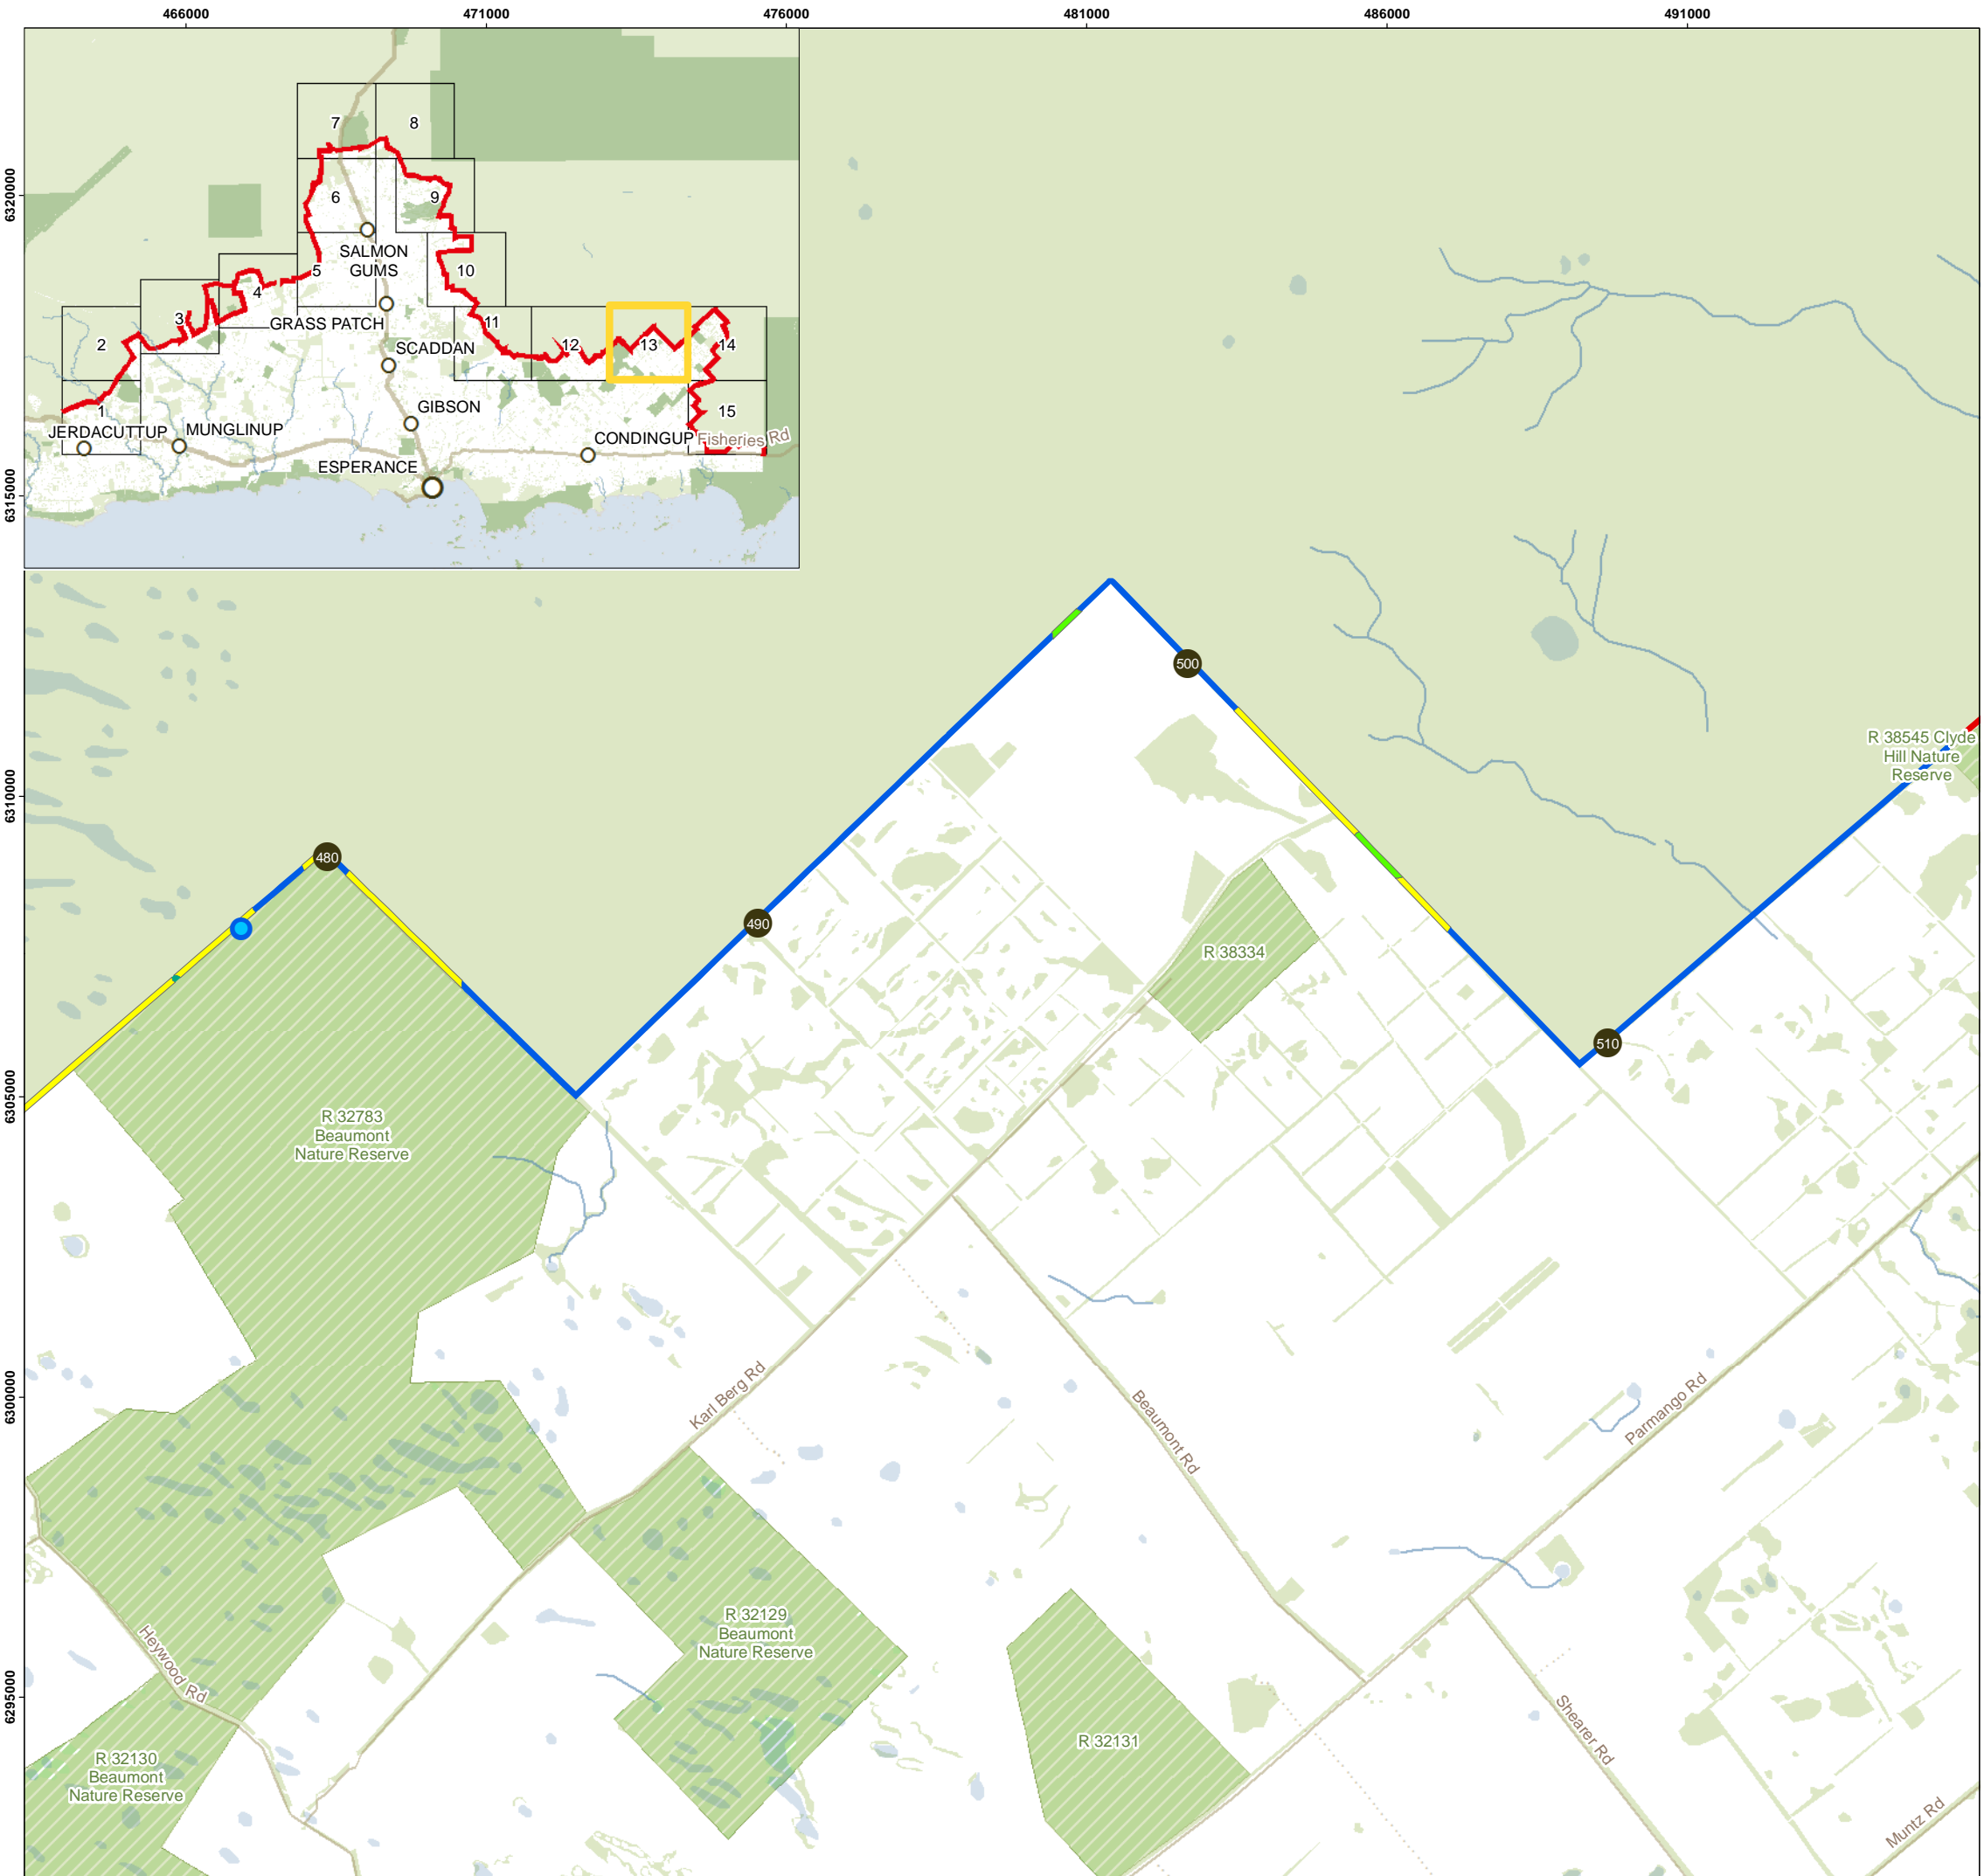 466000
471000
476000
481000
486000
491000
6320000
6315000
6310000
6305000
6300000
6295000
7
8
6
9
SALMON
GUMS
5
10
4
3
GRASS PATCH
11
2
SCADDAN
12
13
14
1
GIBSON
15
JERDACUTTUP
MUNGLINUP
CONDINGUP
Fisheries Rd
ESPERANCE
500
R 38545 Clyde
Hill Nature
Reserve
480
490
R 38334
510
R 32783
Beaumont
Nature Reserve
Karl Berg Rd
Beaumont Rd
Parmango Rd
R 32129
Beaumont
Nature Reserve
Heywood Rd
R 32131
Shearer Rd
R 32130
Beaumont
Nature Reserve
Muntz Rd